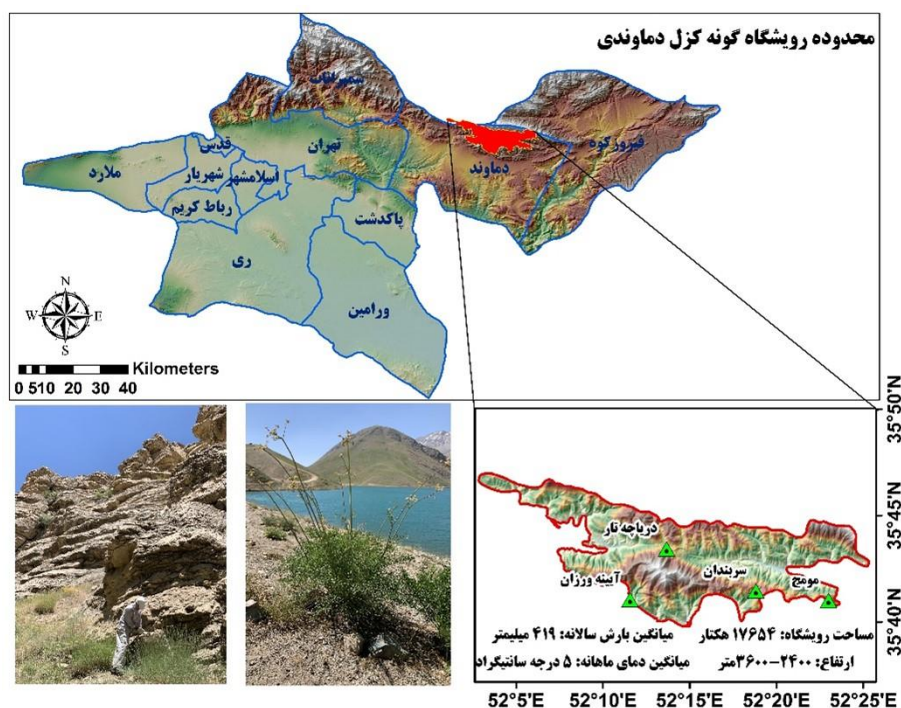 محدوده رویشگاه گونه کزل دماوندی
شمیرانات
قدس
تهران
فیروزکوه
ملارد
شهریار
اسلامشهر
دماوند
رباط کریم
پاکدشت
ری
ورامین
N
W
E
S
Kilometers
0 5 10 20 30 40
35°50'N
35°45'N
35°40'N
دریاچه تار
سربندان
مومج
آیینه ورزان
مساحت رویشگاه: ۱۷۶۵۴ هکتار
میانگین بارش سالانه: ۴۱۹ میلیمتر
ارتفاع: ۲۴۰۰-۳۶۰۰متر
میانگین دمای ماهانه: ۵ درجه سانتیگراد
52°5'E
52°10'E
52°15'E
52°20'E
52°25'E